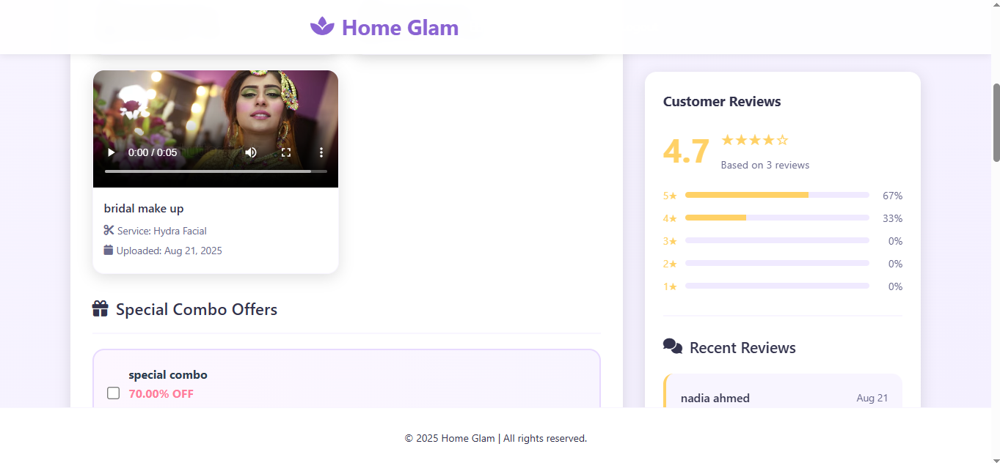 Home Glam
0:00 / 0:05
bridal make up
Service: Hydra Facial
Uploaded: Aug 21, 2025
Special Combo Offers
special combo
70.00% OFF
Customer Reviews
4.7
★★★★☆
Based on 3 reviews
5★ 67%
4★ 33%
3★ 0%
2★ 0%
1★ 0%
Recent Reviews
nadia ahmed Aug 21
© 2025 Home Glam | All rights reserved.